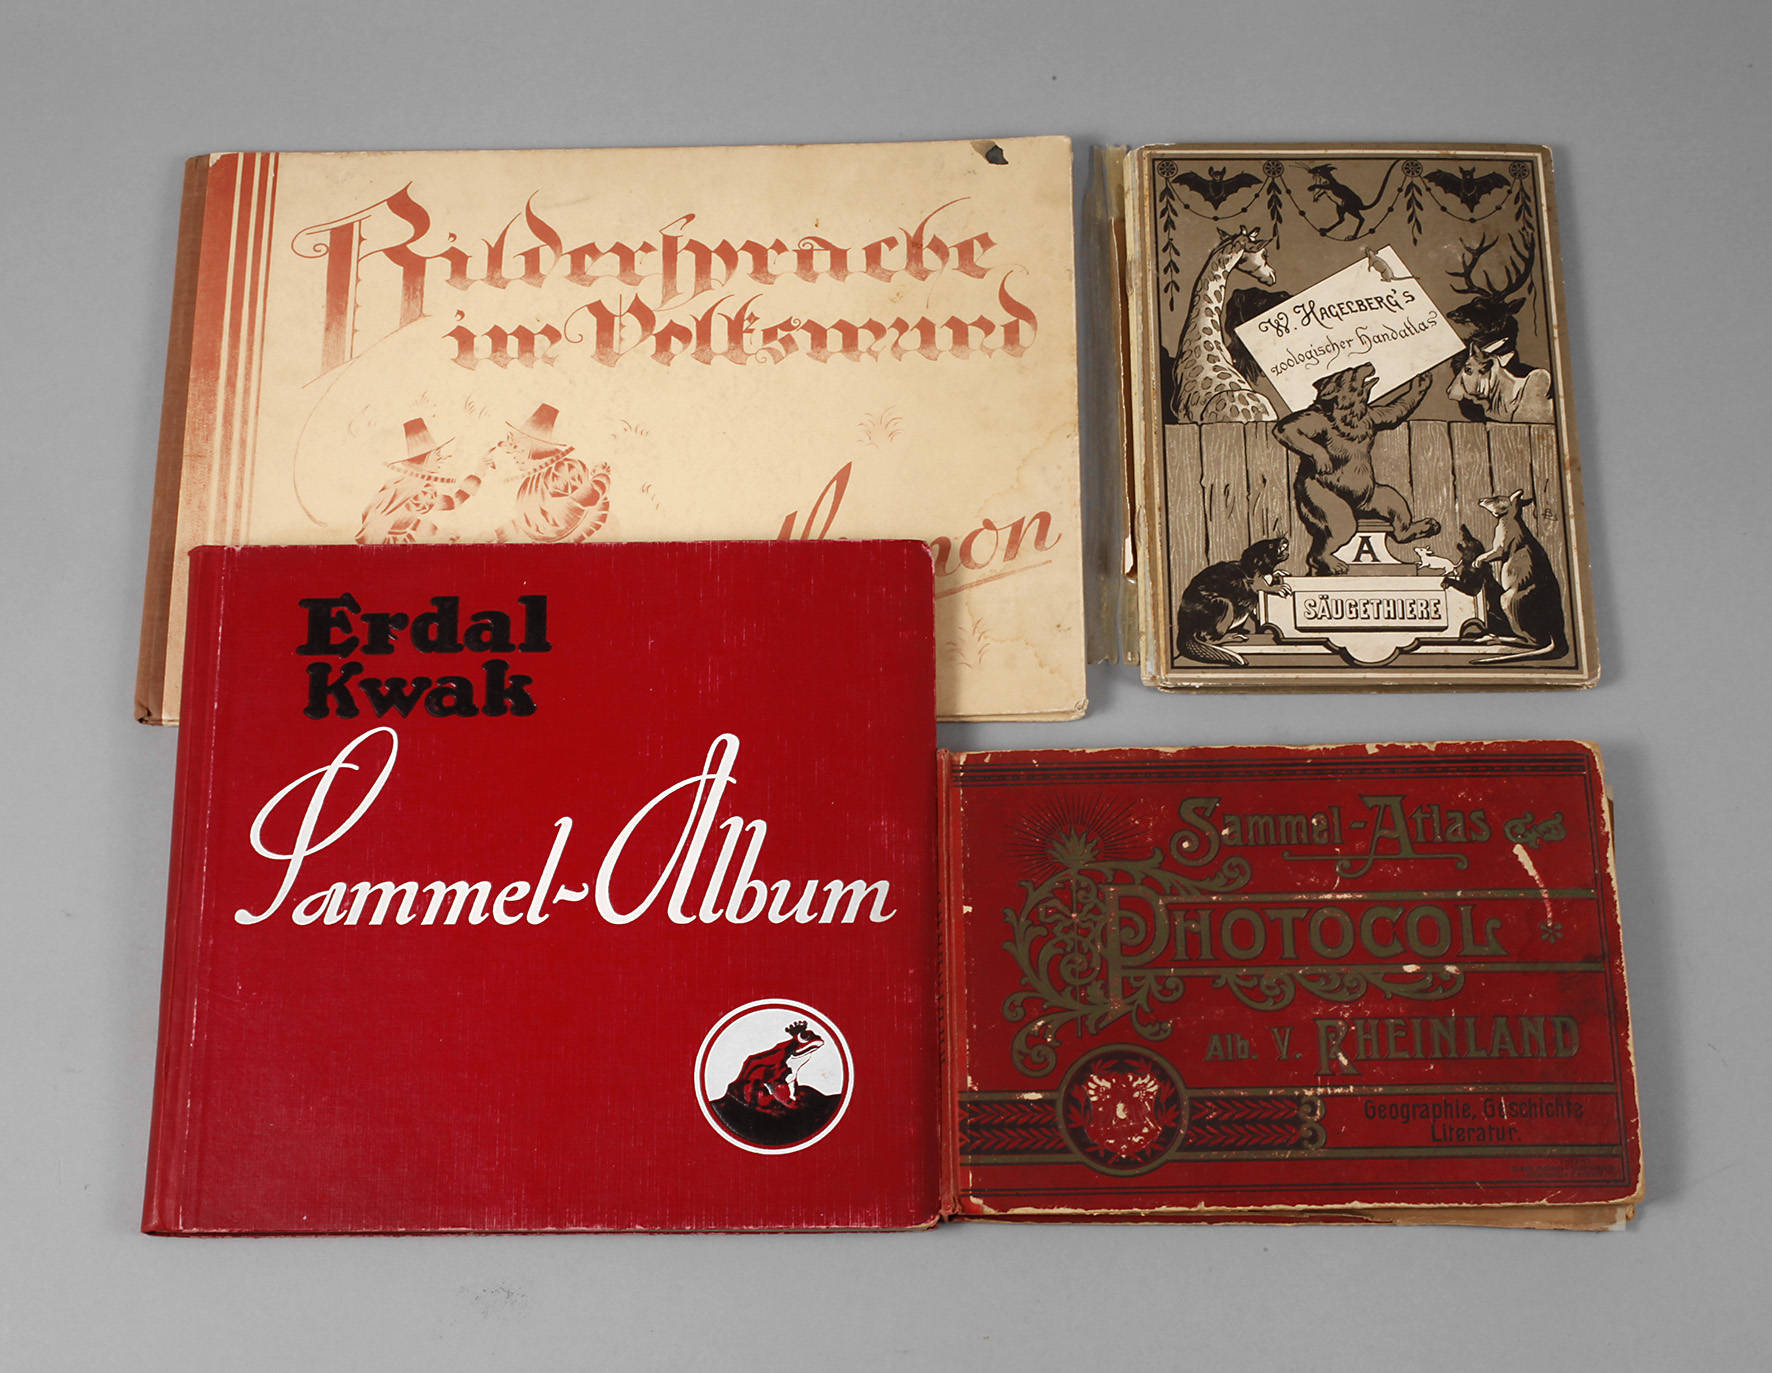 Bildersprache
im Volksmund
W. HAGELBERG'S
zoologischer Handatlas
A
SÄUGETHIERE
Erdal
Kwak
Sammel-Album
Sammel-Atlas
PHOTOCOL
Alb. V. RHEINLAND
Geographie, Geschichte
Literatur.